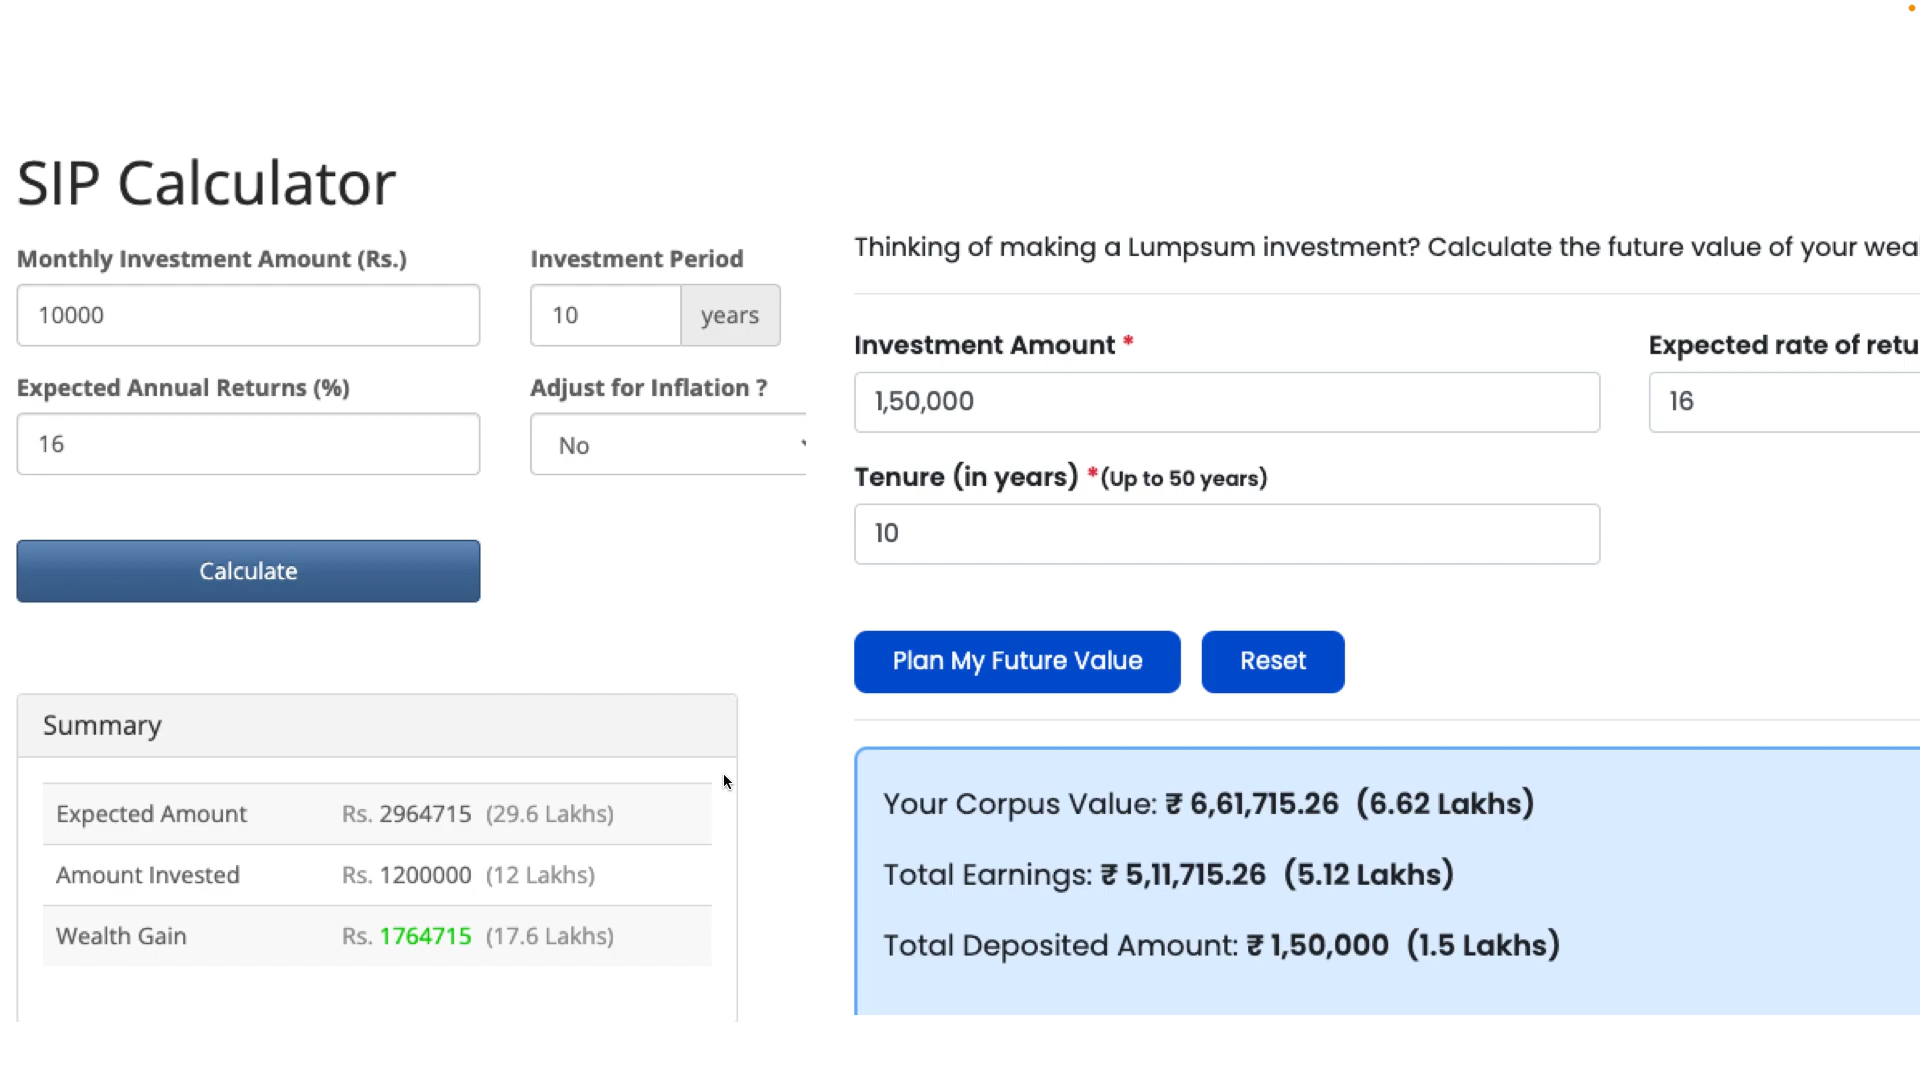 SIP Calculator
Monthly Investment Amount (Rs.)
Investment Period
10000
10
years
Expected Annual Returns (%)
Adjust for Inflation ?
16
No
Calculate
Summary
Expected Amount Rs. 2964715 (29.6 Lakhs)
Amount Invested Rs. 1200000 (12 Lakhs)
Wealth Gain Rs. 1764715 (17.6 Lakhs)
Thinking of making a Lumpsum investment? Calculate the future value of your wea
Investment Amount *
Expected rate of retu
1,50,000
16
Tenure (in years) *(Up to 50 years)
10
Plan My Future Value
Reset
Your Corpus Value: ₹ 6,61,715.26 (6.62 Lakhs)
Total Earnings: ₹ 5,11,715.26 (5.12 Lakhs)
Total Deposited Amount: ₹ 1,50,000 (1.5 Lakhs)